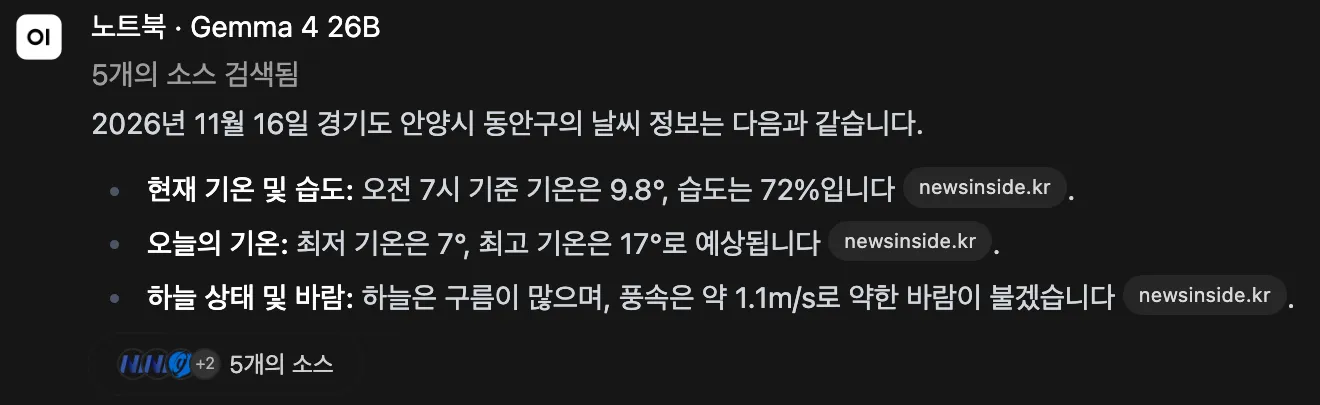 OI
노트북 · Gemma 4 26B
5개의 소스 검색됨
2026년 11월 16일 경기도 안양시 동안구의 날씨 정보는 다음과 같습니다.
• 현재 기온 및 습도: 오전 7시 기준 기온은 9.8°, 습도는 72%입니다 newsinside.kr .
• 오늘의 기온: 최저 기온은 7°, 최고 기온은 17°로 예상됩니다 newsinside.kr .
• 하늘 상태 및 바람: 하늘은 구름이 많으며, 풍속은 약 1.1m/s로 약한 바람이 불겠습니다 newsinside.kr .
+2 5개의 소스